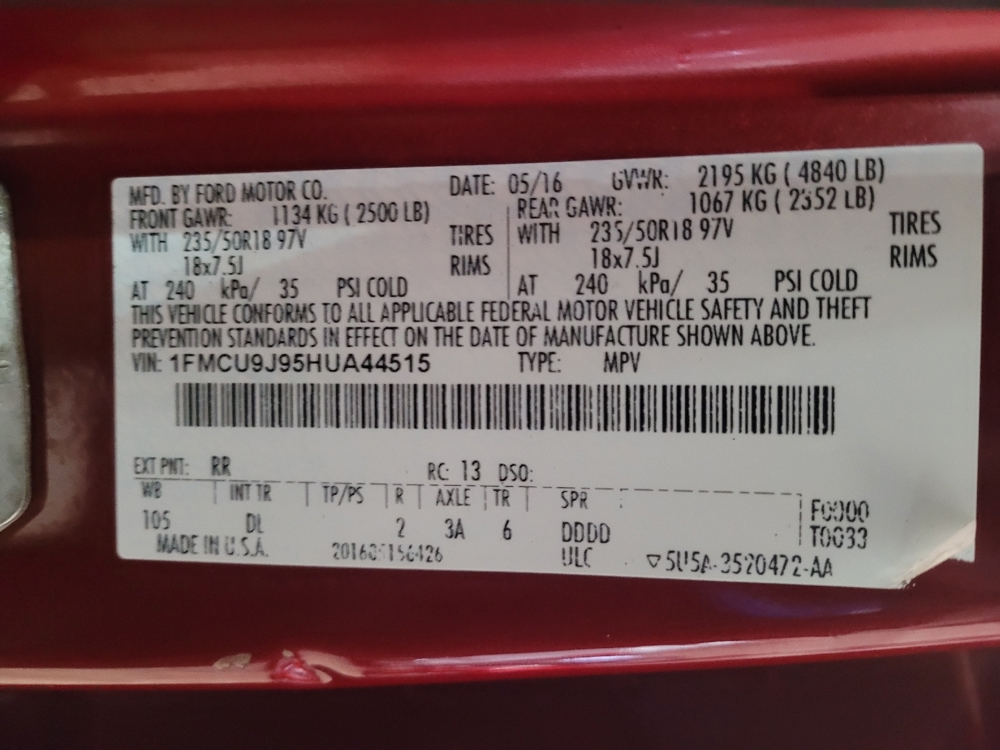 MFD. BY FORD MOTOR CO. DATE: 05/16 GVWR: 2195 KG ( 4840 LB)
FRONT GAWR: 1134 KG ( 2500 LB) REAR GAWR: 1067 KG ( 2352 LB)
WITH 235/50R18 97V TIRES WITH 235/50R18 97V TIRES
18x7.5J RIMS 18x7.5J RIMS
AT 240 kPa/ 35 PSI COLD AT 240 kPa/ 35 PSI COLD
THIS VEHICLE CONFORMS TO ALL APPLICABLE FEDERAL MOTOR VEHICLE SAFETY AND THEFT
PREVENTION STANDARDS IN EFFECT ON THE DATE OF MANUFACTURE SHOWN ABOVE.
VIN: 1FMCU9J95HUA44515 TYPE: MPV
EXT PNT: RR RC: 13 DSO:
WB INT TR TP/PS R AXLE TR SPR
105 DL 2 3A 6 DDDD T0033
MADE IN U.S.A. ULC ▽5U5A-3520472-AA